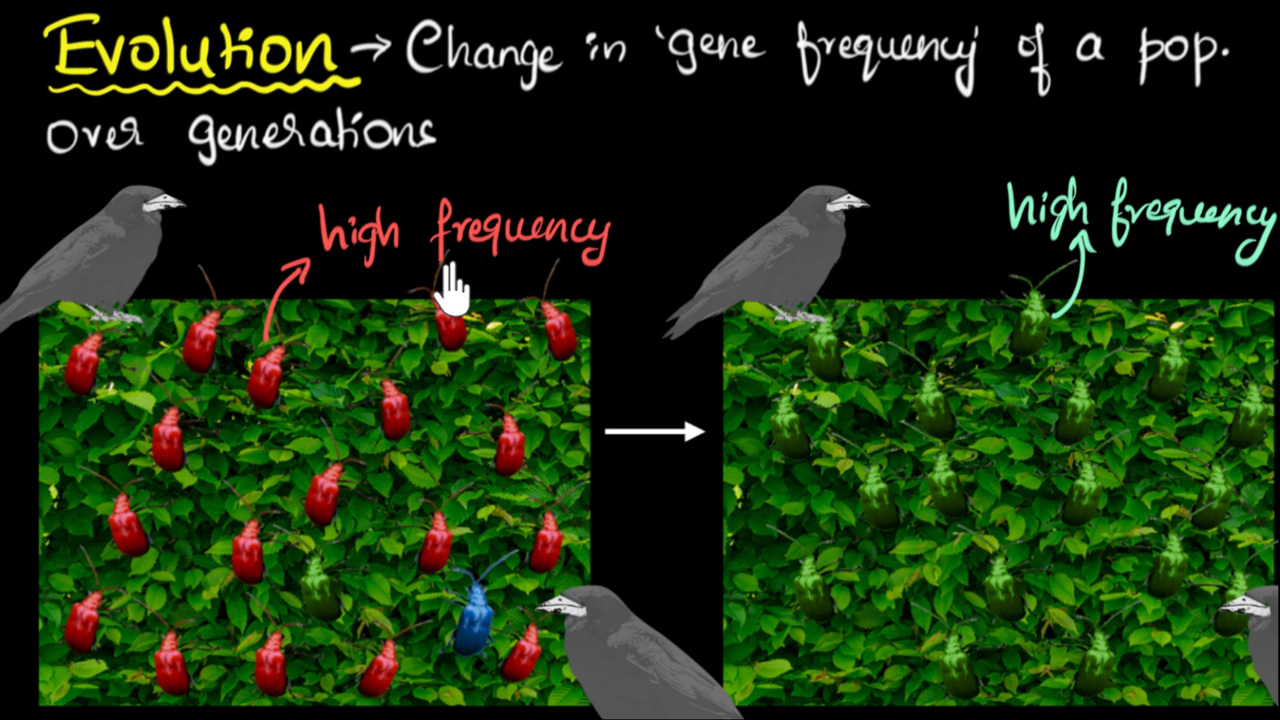 Evolution → Change in 'gene frequency' of a pop.
over generations
high frequency
high frequency